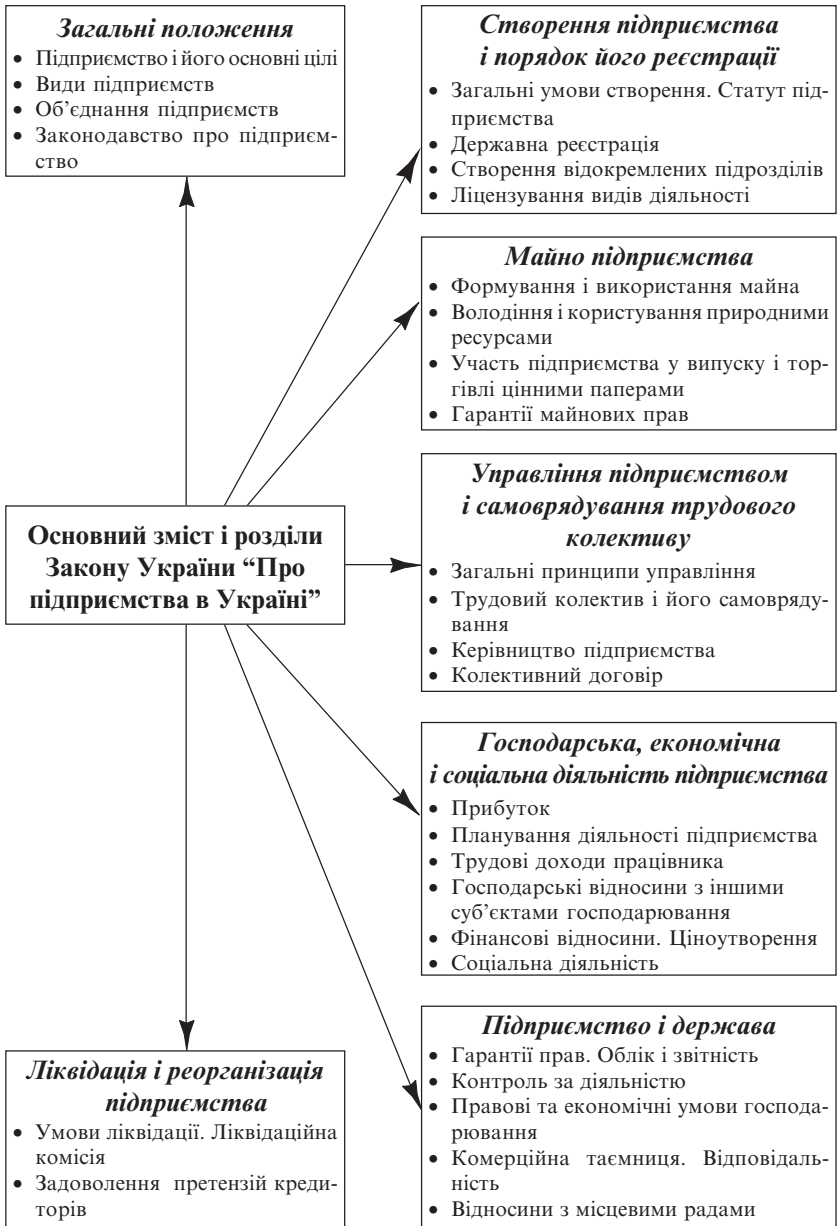 Загальні положення
• Підприємство і його основні цілі
• Види підприємств
• Об’єднання підприємств
• Законодавство про підприєм-
ство
Створення підприємства
і порядок його реєстрації
• Загальні умови створення. Статут під-
приємства
• Державна реєстрація
• Створення відокремлених підрозділів
• Ліцензування видів діяльності
Майно підприємства
• Формування і використання майна
• Володіння і користування природними
ресурсами
• Участь підприємства у випуску і тор-
гівлі цінними паперами
• Гарантії майнових прав
Основний зміст і розділи
Закону України “Про
підприємства в Україні”
Управління підприємством
і самоврядування трудового
колективу
• Загальні принципи управління
• Трудовий колектив і його самовряду-
вання
• Керівництво підприємства
• Колективний договір
Господарська, економічна
і соціальна діяльність підприємства
• Прибуток
• Планування діяльності підприємства
• Трудові доходи працівника
• Господарські відносини з іншими
суб’єктами господарювання
• Фінансові відносини. Ціноутворення
• Соціальна діяльність
Ліквідація і реорганізація
підприємства
• Умови ліквідації. Ліквідаційна
комісія
• Задоволення претензій креди-
торів
Підприємство і держава
• Гарантії прав. Облік і звітність
• Контроль за діяльністю
• Правові та економічні умови господа-
рювання
• Комерційна таємниця. Відповідаль-
ність
• Відносини з місцевими радами